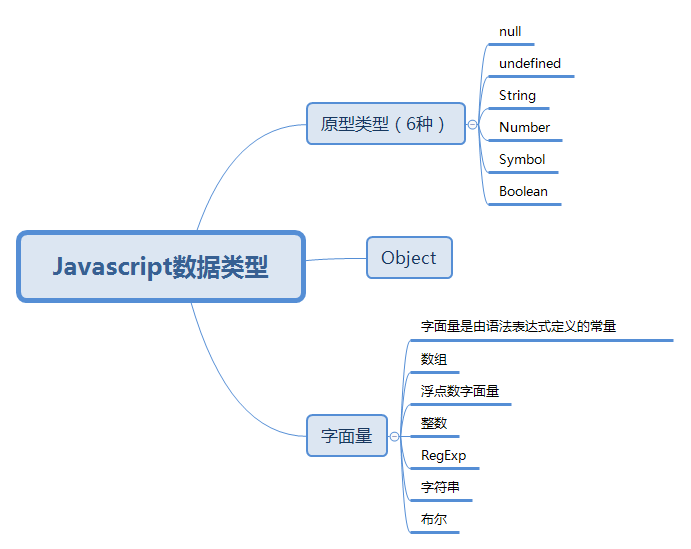 Javascript数据类型
原型类型（6种）
null
undefined
String
Number
Symbol
Boolean
Object
字面量
字面量是由语法表达式定义的常量
数组
浮点数字面量
整数
RegExp
字符串
布尔